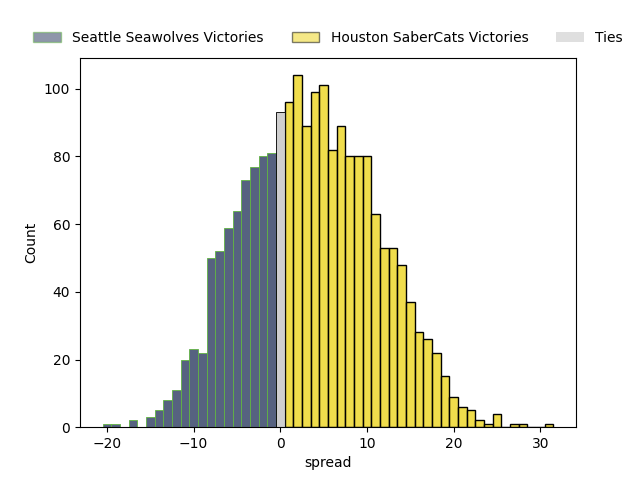 Seattle Seawolves Victories Houston SaberCats Victories Ties
100
80
60
40
20
0
Count
−20 −10 0 10 20 30
spread